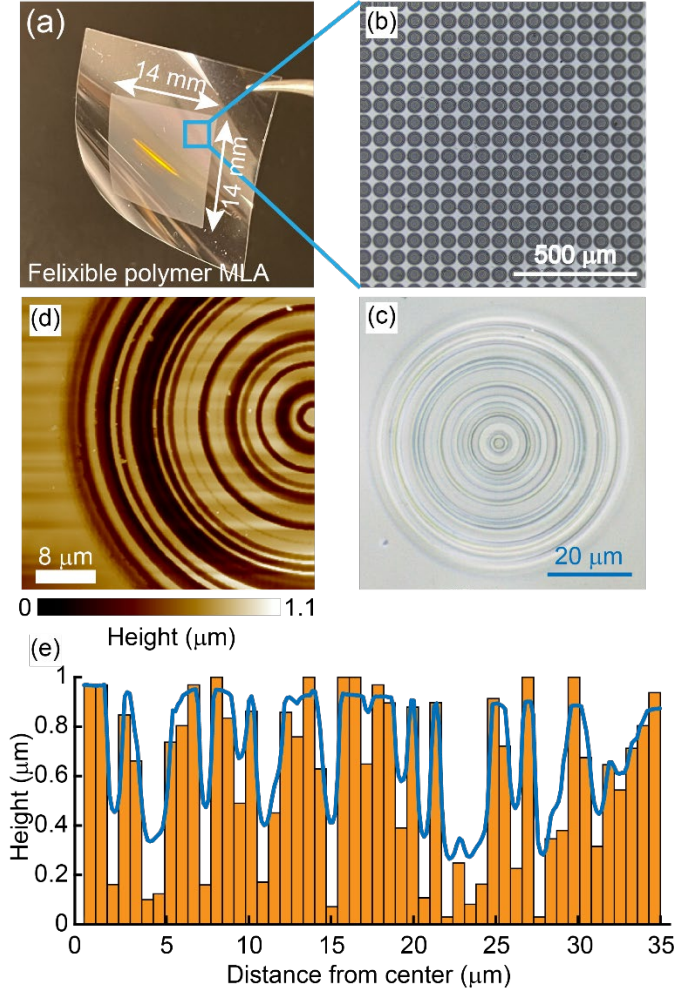 (a)
14 mm
14 mm
Felixible polymer MLA
(b)
500 μm
(d)
8 μm
0
1.1
Height (μm)
(c)
20 μm
(e)
Height (μm)
1
0.8
0.6
0.4
0.2
0
0
5
10
15
20
25
30
35
Distance from center (μm)